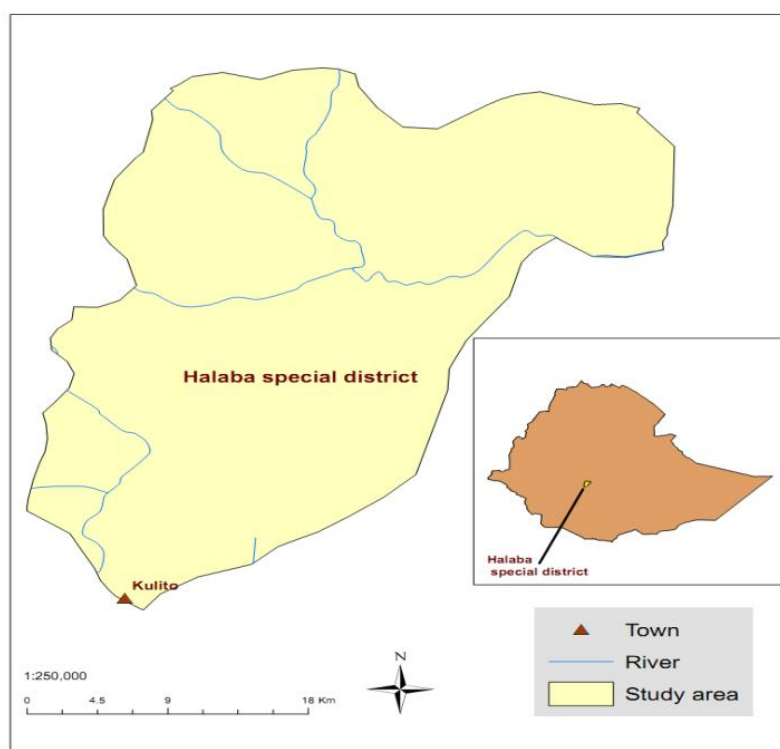 Halaba special district
Kulito
Halaba
special district
N
1:250,000
0 4.5 9 18 Km
Town
River
Study area